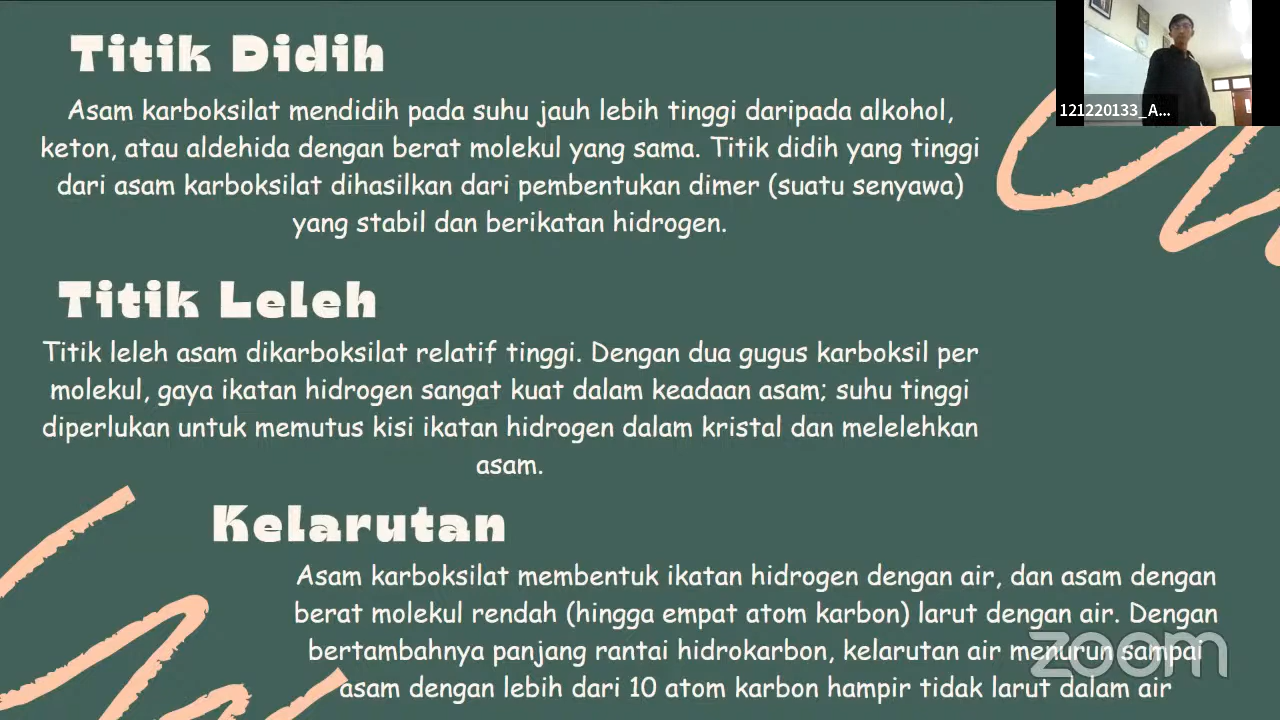 Titik Didih
Asam karboksilat mendidih pada suhu jauh lebih tinggi daripada alkohol,
keton, atau aldehida dengan berat molekul yang sama. Titik didih yang tinggi
dari asam karboksilat dihasilkan dari pembentukan dimer (suatu senyawa)
yang stabil dan berikatan hidrogen.
121220133_A...
Titik Leleh
Titik leleh asam dikarboksilat relatif tinggi. Dengan dua gugus karboksil per
molekul, gaya ikatan hidrogen sangat kuat dalam keadaan asam; suhu tinggi
diperlukan untuk memutus kisi ikatan hidrogen dalam kristal dan melelehkan
asam.
Kelarutan
Asam karboksilat membentuk ikatan hidrogen dengan air, dan asam dengan
berat molekul rendah (hingga empat atom karbon) larut dengan air. Dengan
bertambahnya panjang rantai hidrokarbon, kelarutan air menurun sampai
asam dengan lebih dari 10 atom karbon hampir tidak larut dalam air
zoom